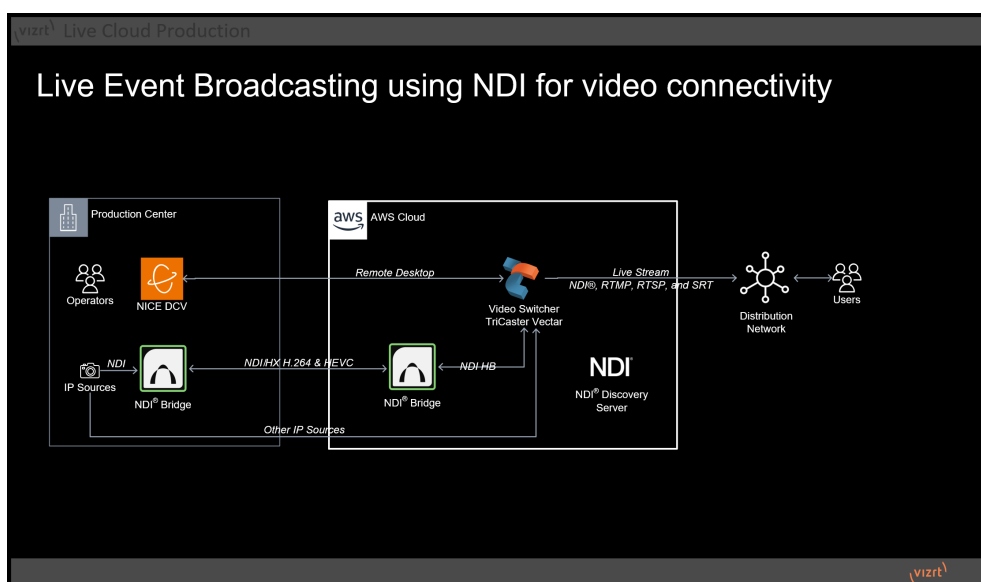 (vizrt) Live Cloud Production
Live Event Broadcasting using NDI for video connectivity
Production Center
aws
AWS Cloud
Operators
NICE DCV
Remote Desktop
Video Switcher
TriCaster Vectar
Live Stream
NDI®, RTMP, RTSP, and SRT
Distribution
Network
Users
IP Sources
NDI
NDI® Bridge
NDI/HX H.264 & HEVC
NDI® Bridge
NDI HB
NDI
NDI® Discovery
Server
Other IP Sources
(vizrt)